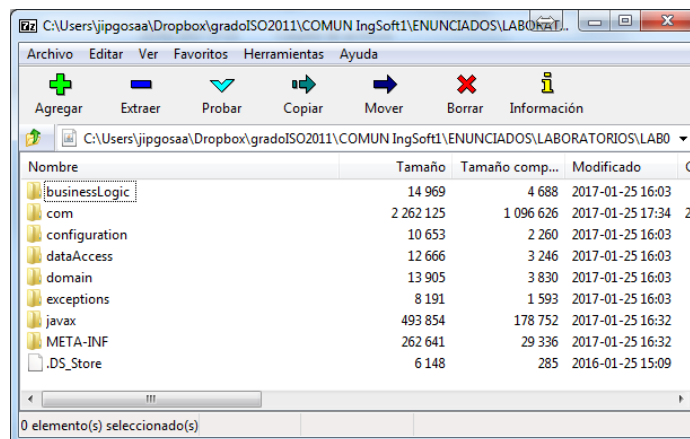 7z C:\Users\jipgosaa\Dropbox\gradoISO2011\COMUN IngSoft1\ENUNCIADOS\LABORAT...
Archivo Editar Ver Favoritos Herramientas Ayuda
Agregar Extraer Probar Copiar Mover Borrar Información
C:\Users\jipgosaa\Dropbox\gradoISO2011\COMUN IngSoft1\ENUNCIADOS\LABORATORIOS\LAB0
Nombre Tamaño Tamaño comp... Modificado
businessLogic 14 969 4 688 2017-01-25 16:03
com 2 262 125 1 096 626 2017-01-25 17:34 2
configuration 10 653 2 260 2017-01-25 16:03
dataAccess 12 666 3 246 2017-01-25 16:03
domain 13 905 3 830 2017-01-25 16:03
exceptions 8 191 1 593 2017-01-25 16:03
javax 493 854 178 752 2017-01-25 16:32
META-INF 262 641 29 336 2017-01-25 16:32
.DS_Store 6 148 285 2016-01-25 15:09
0 elemento(s) seleccionado(s)